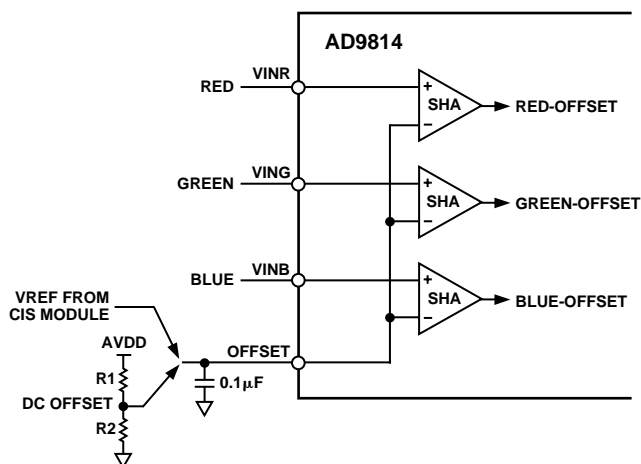 AD9814
VINR
RED
SHA
+
−
RED-OFFSET
VING
GREEN
SHA
+
−
GREEN-OFFSET
VINB
BLUE
SHA
+
−
BLUE-OFFSET
VREF FROM
CIS MODULE
AVDD
OFFSET
R1
0.1μF
DC OFFSET
R2